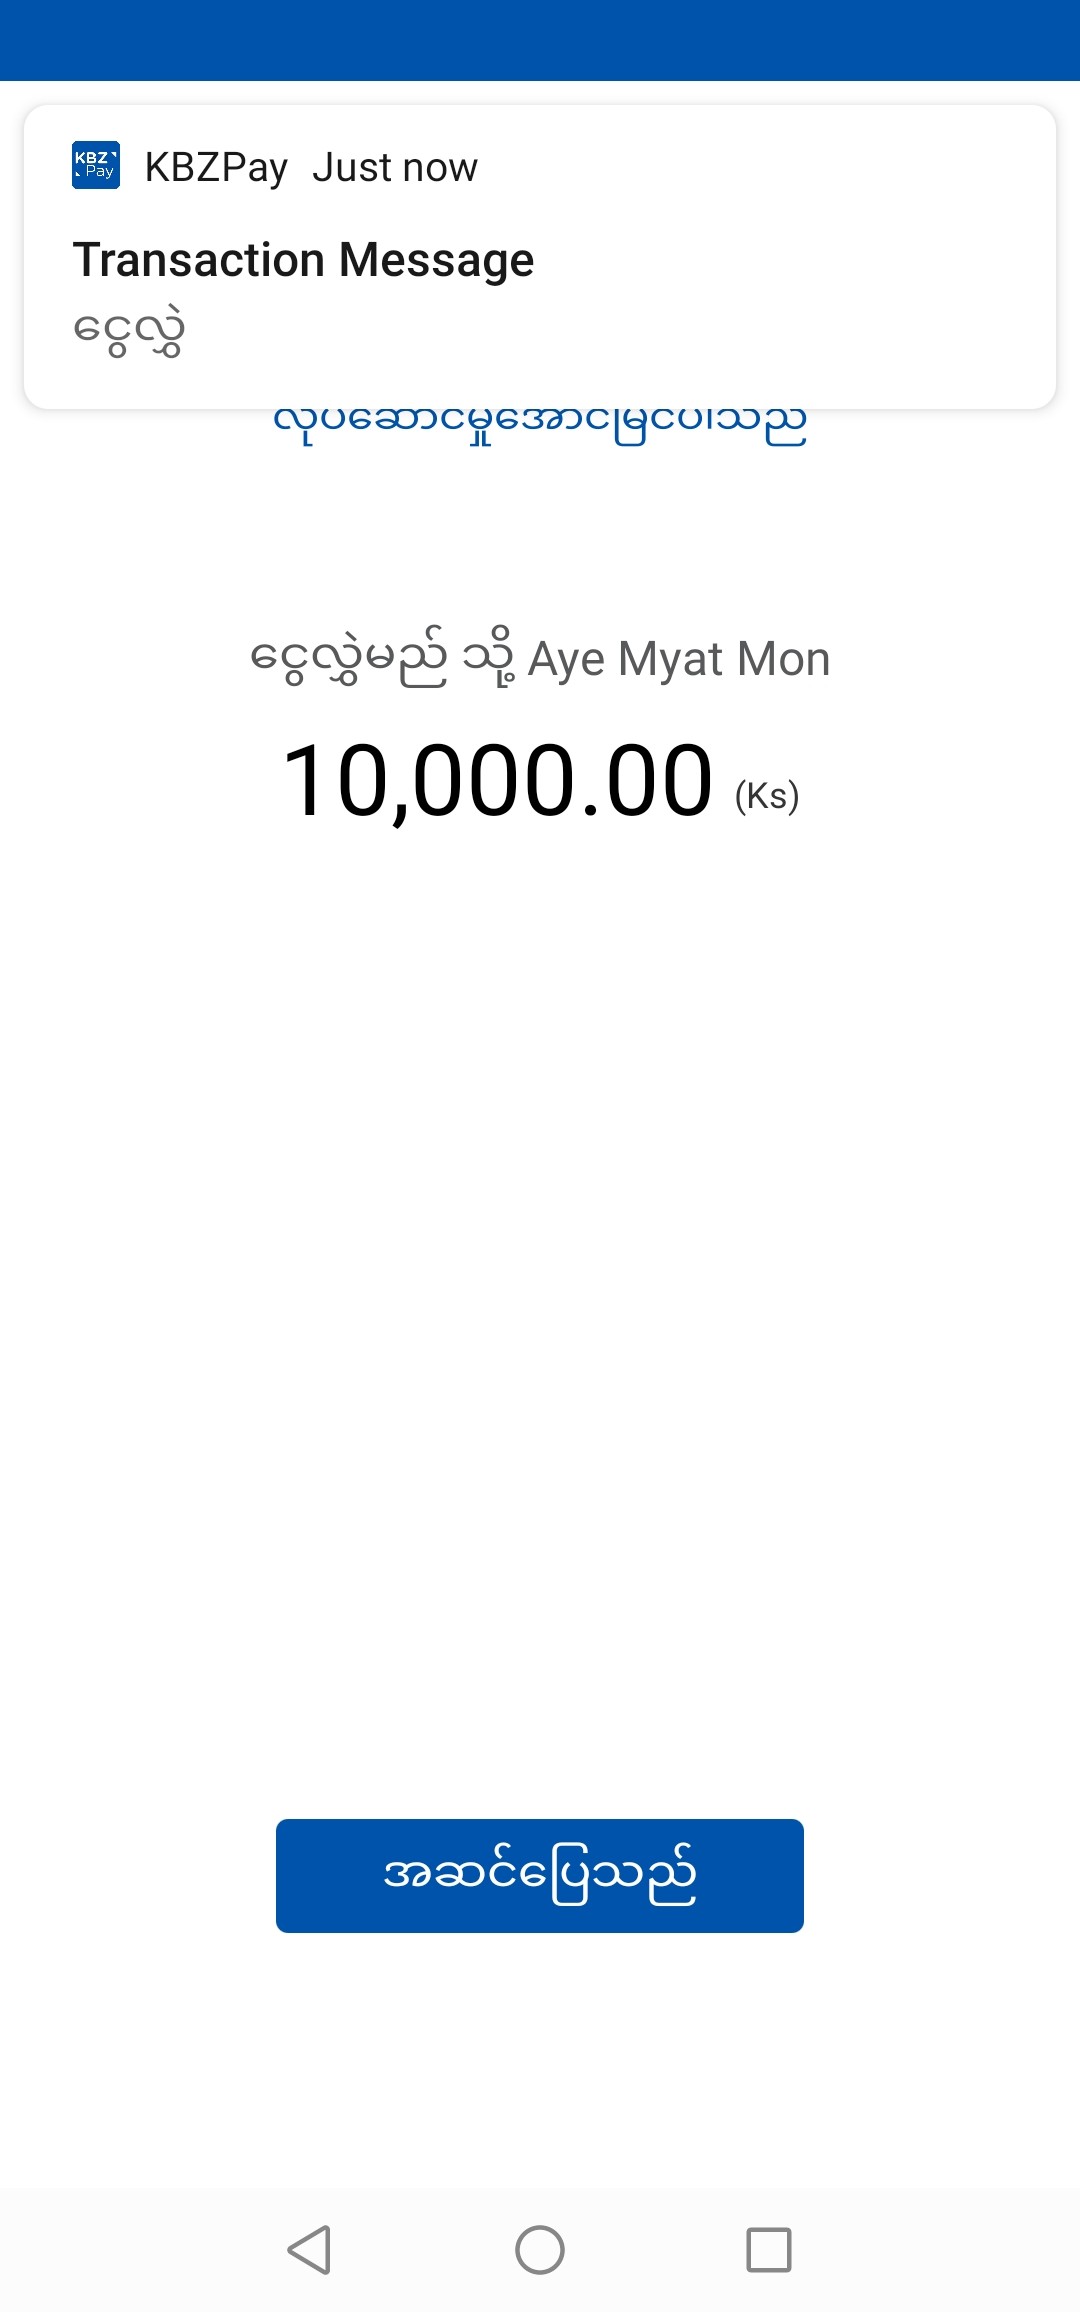 KBZ
Pay
KBZPay Just now
Transaction Message
ငွေလွှဲ
လုပ်ဆောင်မှုအောင်မြင်ပါသည်
ငွေလွှဲမည် သို့ Aye Myat Mon
10,000.00 (Ks)
အဆင်ပြေသည်